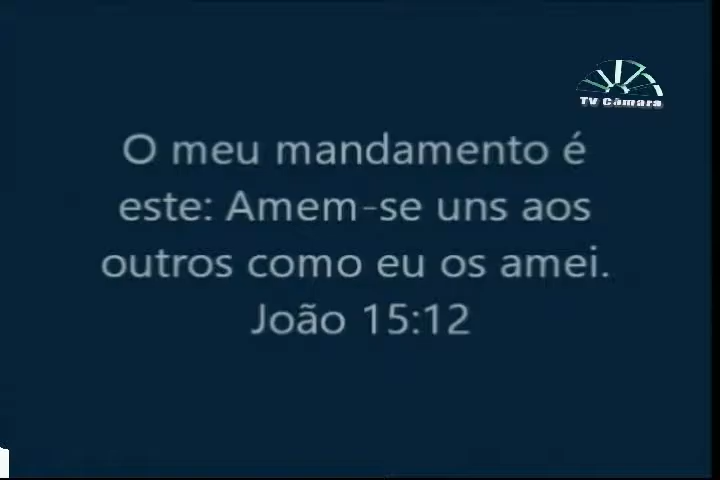 TV Câmara
O meu mandamento é
este: Amem-se uns aos
outros como eu os amei.
João 15:12